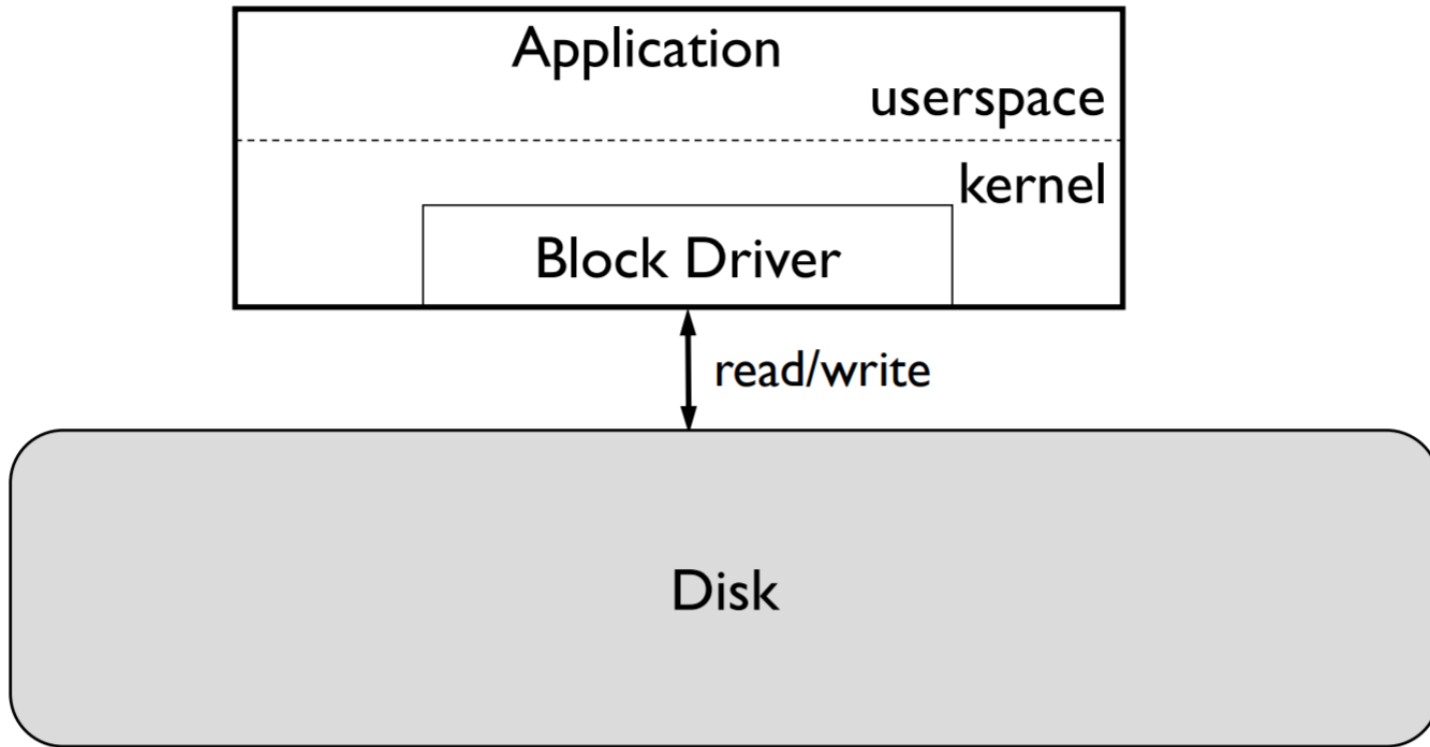 Application
userspace
kernel
Block Driver
read/write
Disk